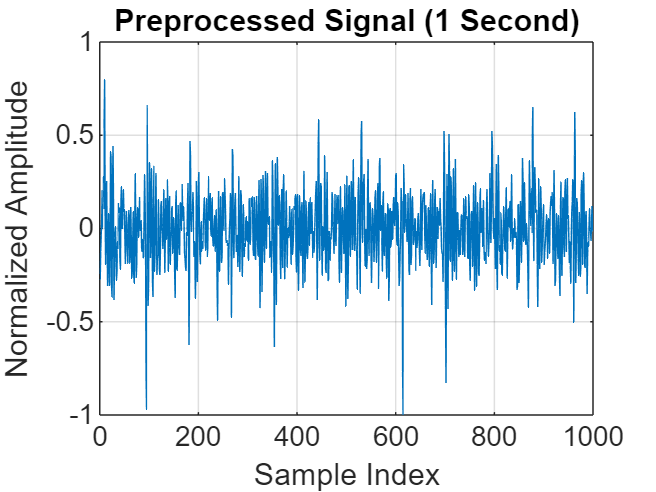 Preprocessed Signal (1 Second)
Normalized Amplitude
1
0.5
0
-0.5
-1
0 200 400 600 800 1000
Sample Index